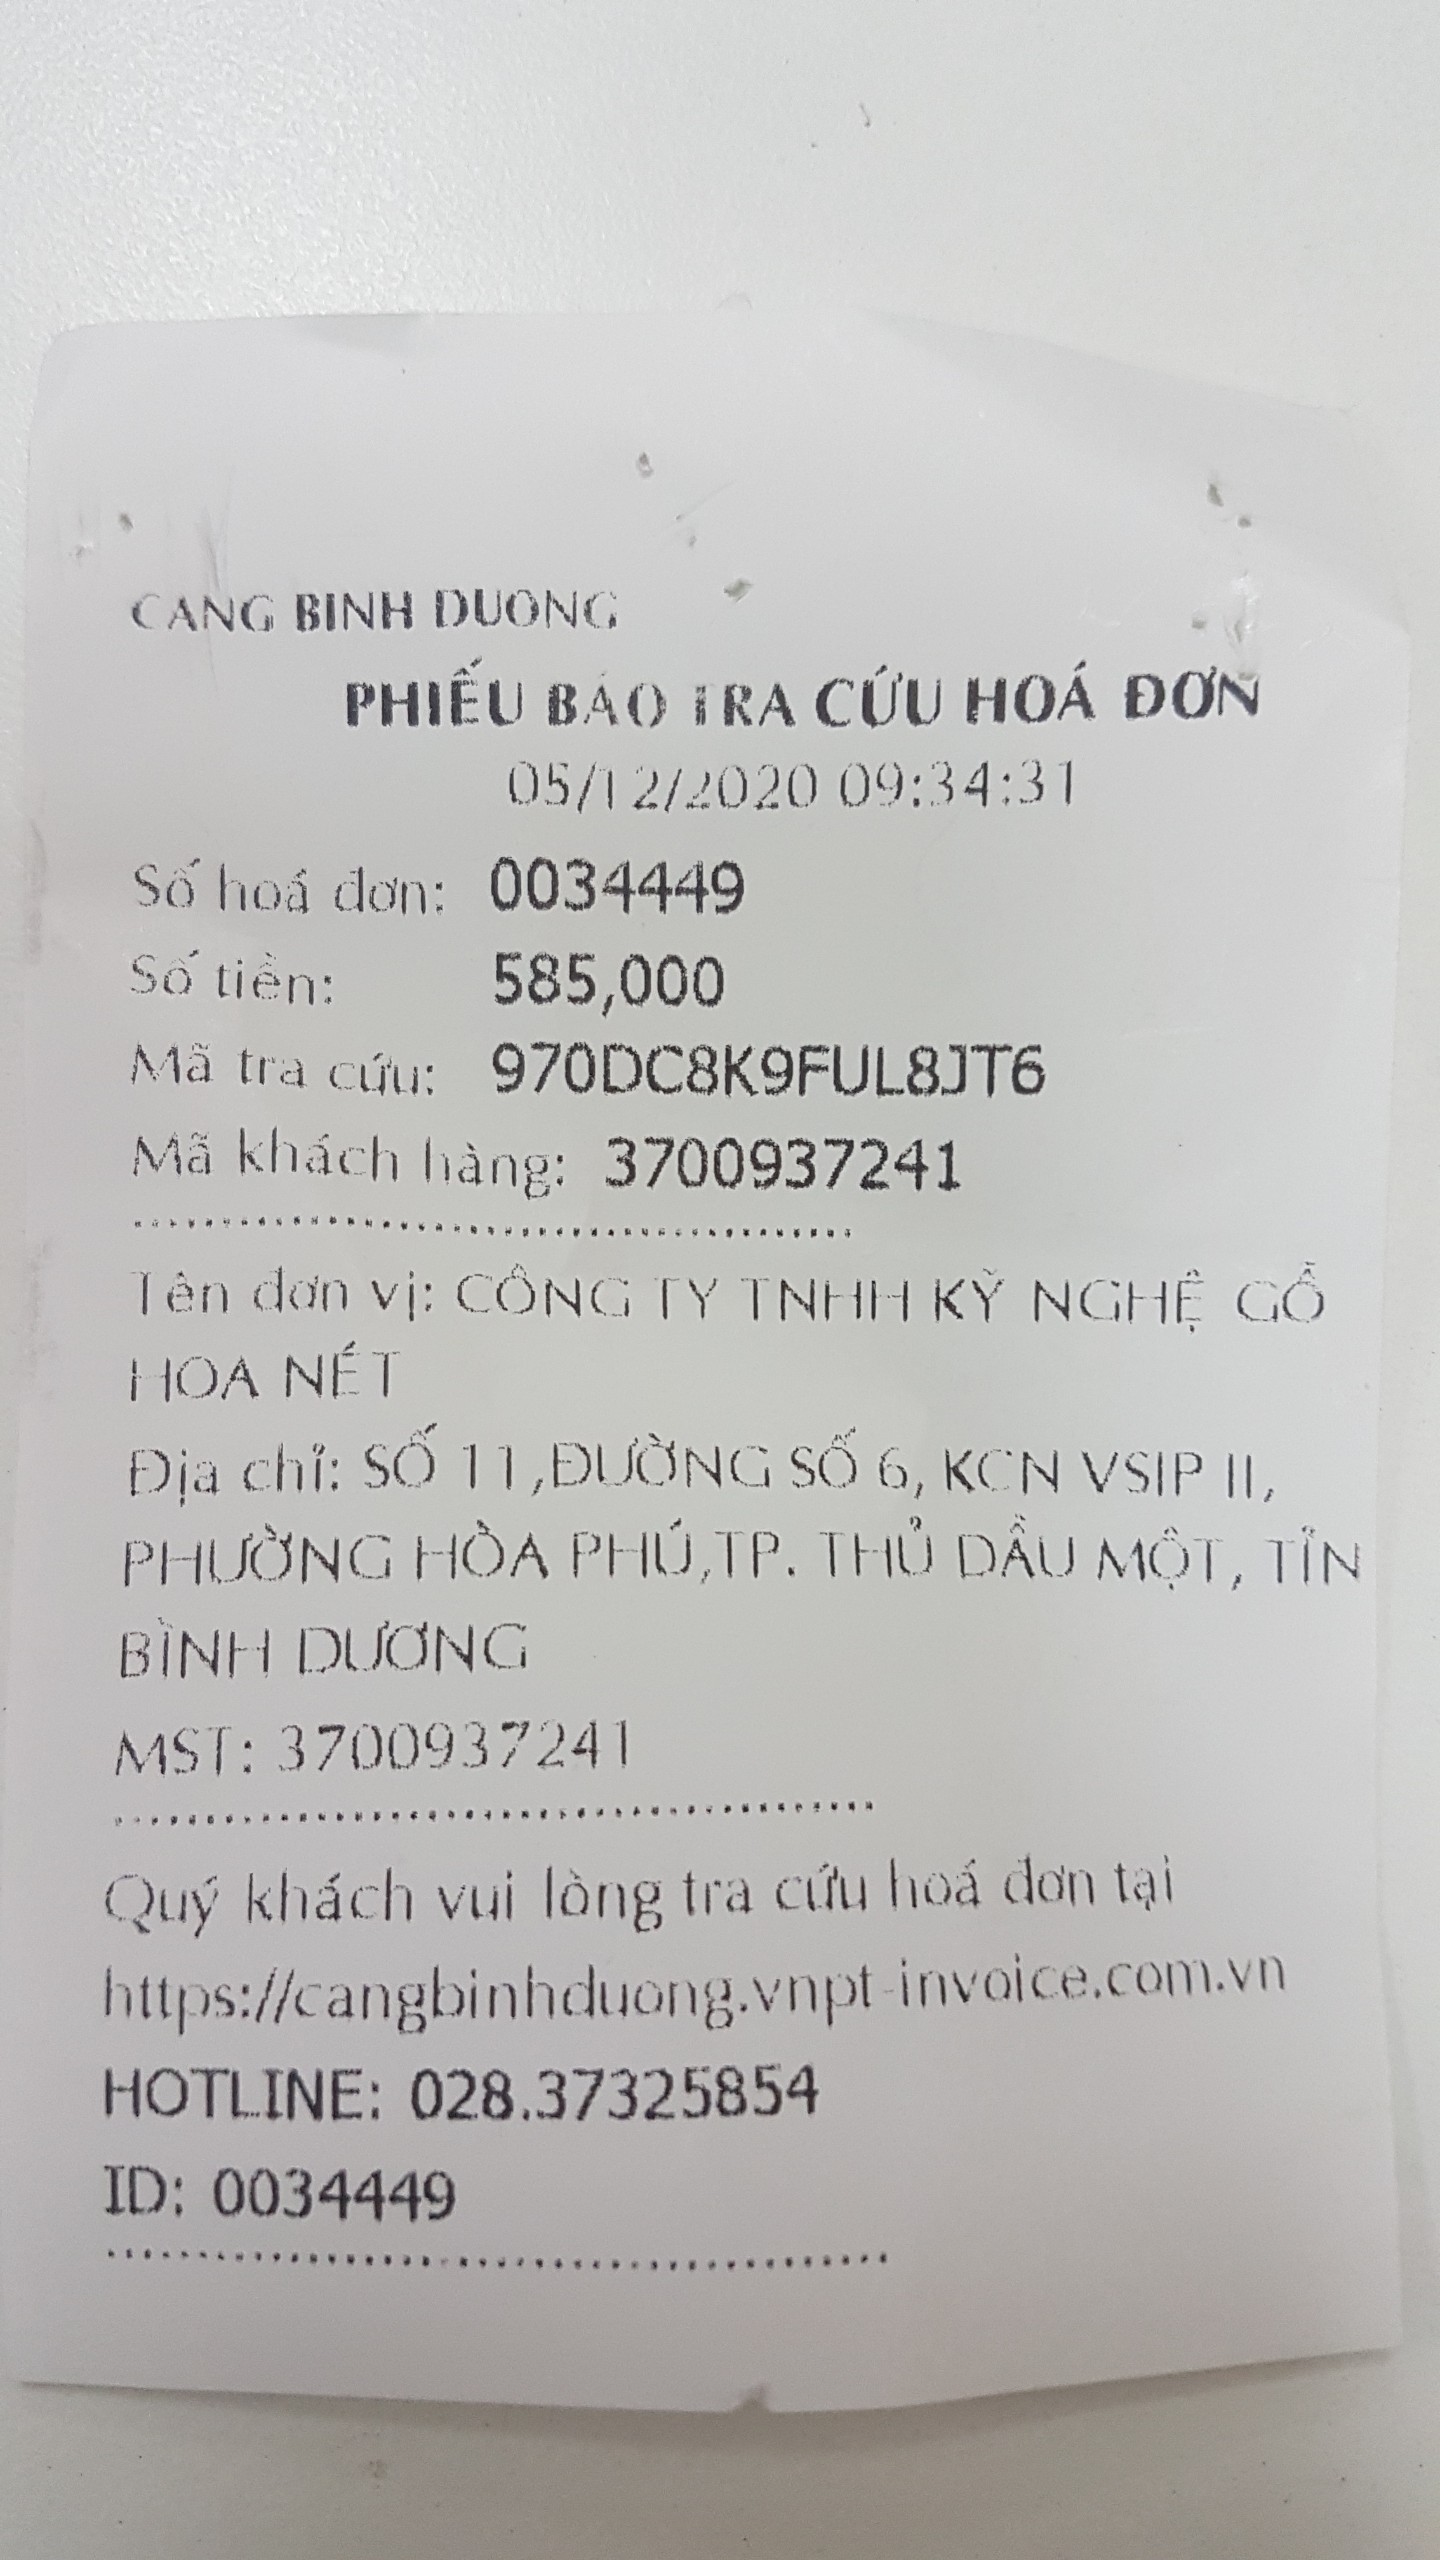 CANG BINH DUONG
PHIẾU BÁO TRA CỨU HOÁ ĐƠN
05/12/2020 09:34:31
Số hoá đơn: 0034449
Số tiền: 585,000
Mã tra cứu: 970DC8K9FUL8JT6
Mã khách hàng: 3700937241
Tên đơn vị: CÔNG TY TNHH KỸ NGHỆ GỖ
HOA NÉT
Địa chỉ: SỐ 11,ĐƯỜNG SỐ 6, KCN VSIP II,
PHƯỜNG HÒA PHÚ,TP. THỦ DẦU MỘT, TỈN
BÌNH DƯƠNG
MST: 3700937241
Quý khách vui lòng tra cứu hoá đơn tại
https://cangbinhduong.vnpt-invoice.com.vn
HOTLINE: 028.37325854
ID: 0034449